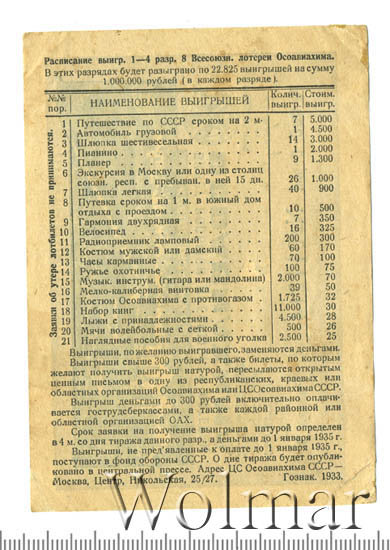 Расписание выигр. 1—4 разр. 8 Всесоюзн. лотереи Осоавиахима.
В этих разрядах будет разыграно по 22.825 выигрышей на сумму
1.000.000 рублей (в каждом разряде).
Заявки об утере лотбилетов не принимаются.
№№ пор. НАИМЕНОВАНИЕ ВЫИГРЫШЕЙ Колич. выигр. Стоим. выигр.
1 Путешествие по СССР сроком на 2 м. 7 5.000
2 Автомобиль грузовой 1 4.500
3 Шлюпка шестивесельная 14 3.000
4 Пианино 1 2.000
5 Планер 9 1.300
6 Экскурсия в Москву или одну из столиц
союзн. респ. с пребыван. в ней 15 дн. 26 1.000
7 Шлюпка легкая 40 900
8 Путевка сроком на 1 м. в южный дом
отдыха с проездом 10 500
9 Гармония двухрядная 7 350
10 Велосипед 16 325
11 Радиоприемник ламповый 200 300
12 Костюм мужской или дамский 60 170
13 Часы карманные 70 100
14 Ружье охотничье 100 75
15 Музык. инструм. (гитара или мандолина) 2.000 70
16 Мелко-калиберная винтовка 39 50
17 Костюм Осоавиахима с противогазом 1.725 32
18 Набор книг 11.000 30
19 Лыжи с принадлежностями 4.500 28
20 Мячи волейбольные с сеткой 500 26
21 Наглядные пособия для военного уголка 2.500 25
Выигрыши, по желанию выигравшего, заменяются деньгами.
Выигрыши свыше 300 рублей, а также билеты, по которым
желают получить выигрыш натурой, пересылаются открытым
ценным письмом в одну из республиканских, краевых или
областных организаций Осоавиахима или ЦС Осоавиахима СССР.
Выигрыш деньгами до 300 рублей включительно оплачи-
вается гострудсберкассами, а также каждой районной или
областной организацией ОАХ.
Срок заявки на получение выигрыша натурой определен
в 4 м. со дня тиража данного разр., а деньгами до 1 января 1935 г.
Выигрыши, не пред'явленные к оплате до 1 января 1935 г.,
поступают в фонд обороны СССР. О дне тиража будет опубли-
ковано в центральной прессе. Адрес ЦС Осоавиахима СССР—
Москва, Центр, Никольская, 25/27. Гознак. 1933.
Wolmar